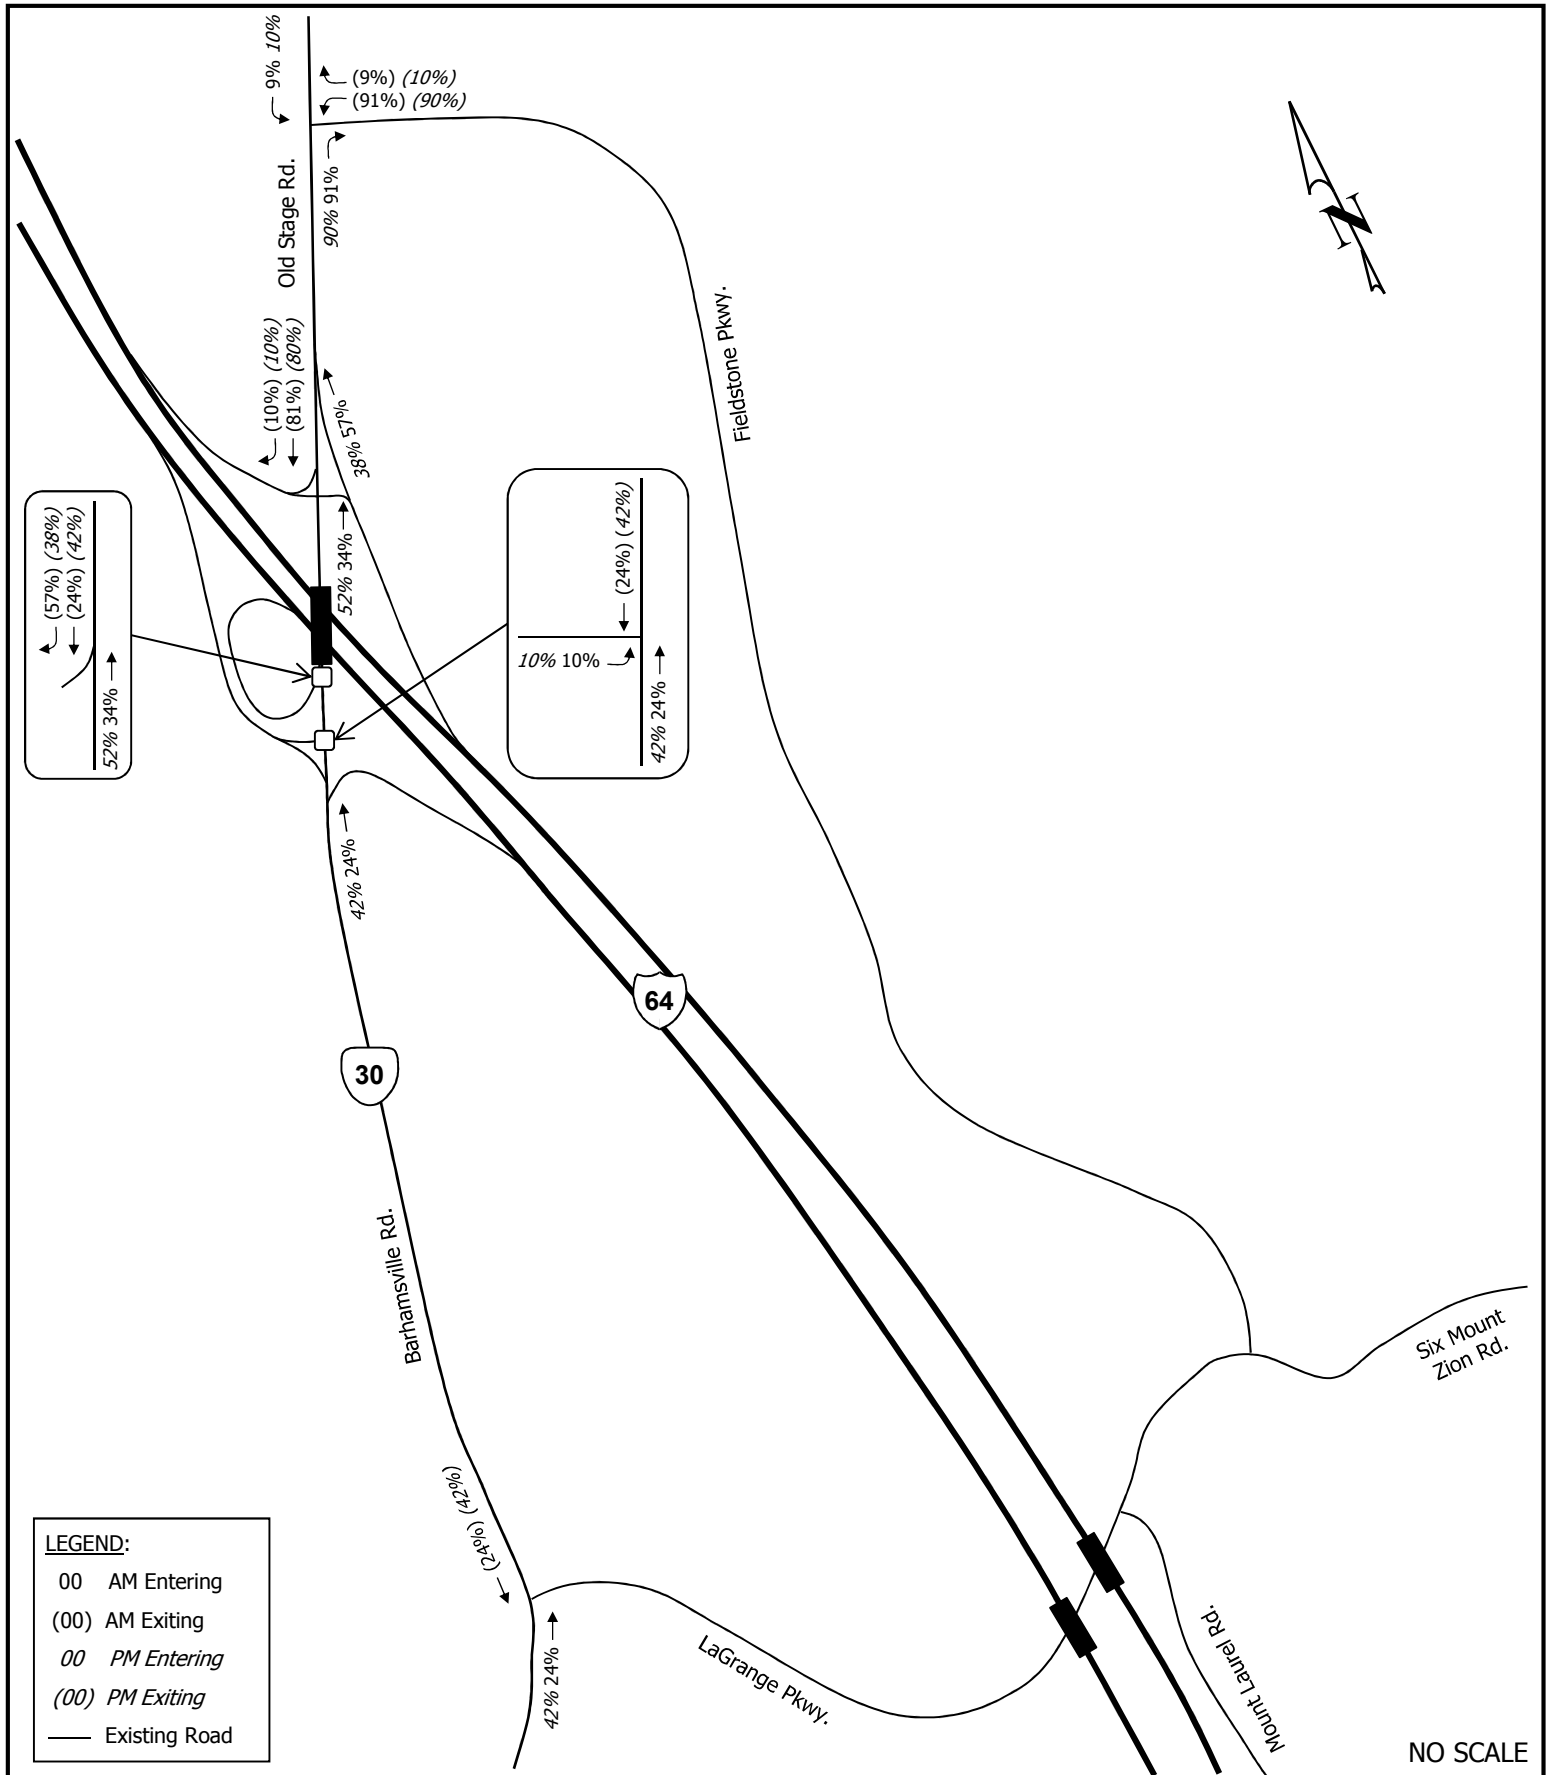 9% 10%
(9%) (10%)
(91%) (90%)
Old Stage Rd.
90% 91%
N
Fieldstone Pkwy.
(10%) (10%)
(81%) (80%)
38% 57%
(57%) (38%)
(24%) (42%)
52% 34%
52% 34%
(24%) (42%)
10% 10%
42% 24%
42% 24%
64
30
Barhamsville Rd.
Six Mount
Zion Rd.
(24%) (42%)
42% 24%
LaGrange Pkwy.
Mount Laurel Rd.
LEGEND:
00 AM Entering
(00) AM Exiting
00 PM Entering
(00) PM Exiting
Existing Road
NO SCALE